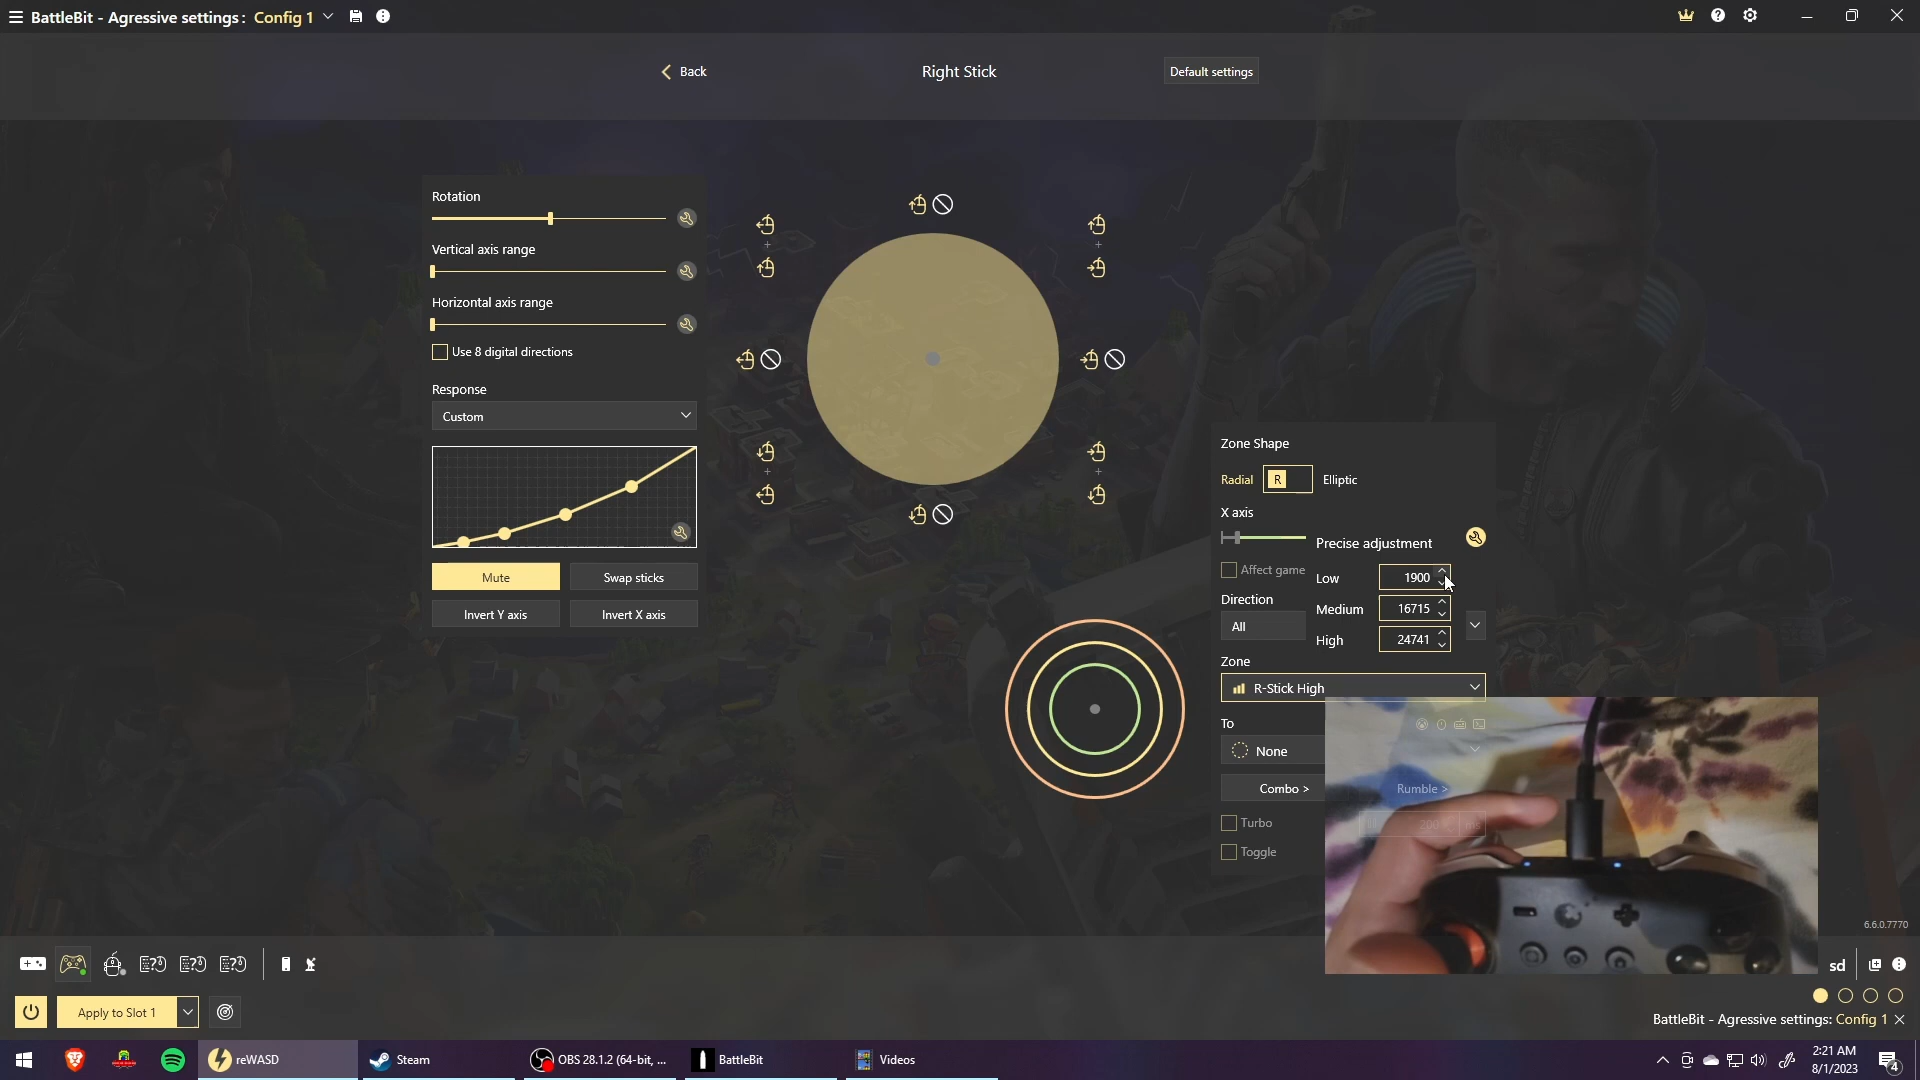 BattleBit - Agressive settings: Config 1
Back
Right Stick
Default settings
Rotation
Vertical axis range
Horizontal axis range
Use 8 digital directions
Response
Custom
Mute
Swap sticks
Invert Y axis
Invert X axis
+
+
+
+
Zone Shape
Radial
R
Elliptic
X axis
Precise adjustment
Affect game
Low
1900
Direction
Medium
16715
All
High
24741
Zone
R-Stick High
To
None
Combo >
Rumble >
Turbo
200
ms
Toggle
6.6.0.7770
sd
Apply to Slot 1
BattleBit - Agressive settings: Config 1
reWASD
Steam
OBS 28.1.2 (64-bit, ...
BattleBit
Videos
2:21 AM
8/1/2023
4